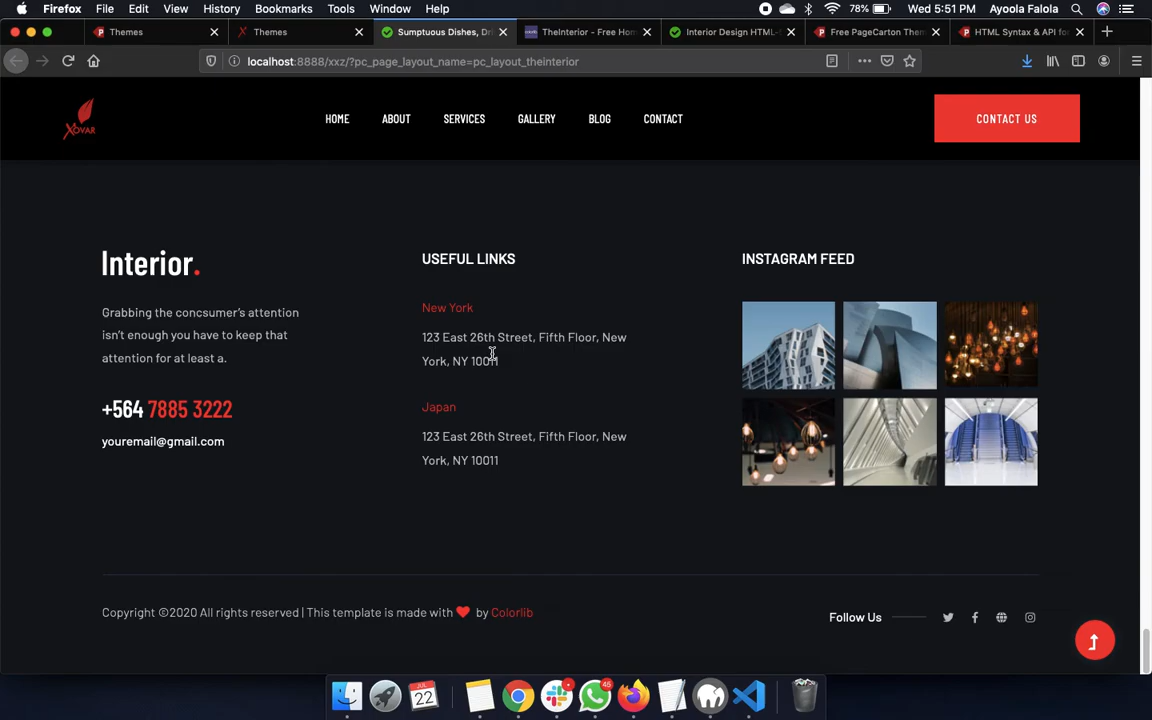 Firefox File Edit View History Bookmarks Tools Window Help 78% Wed 5:51 PM Ayoola Falola
Themes Themes Sumptuous Dishes, Dri TheInterior - Free Hom Interior Design HTML- Free PageCarton Them HTML Syntax & API fo
localhost:8888/xxz/?pc_page_layout_name=pc_layout_theinterior
XOVAR
HOME ABOUT SERVICES GALLERY BLOG CONTACT CONTACT US
Interior.
Grabbing the concsumer's attention
isn't enough you have to keep that
attention for at least a.
+564 7885 3222
youremail@gmail.com
USEFUL LINKS
New York
123 East 26th Street, Fifth Floor, New
York, NY 10011
Japan
123 East 26th Street, Fifth Floor, New
York, NY 10011
INSTAGRAM FEED
Copyright ©2020 All rights reserved | This template is made with ❤ by Colorlib
Follow Us
JUL
22
46